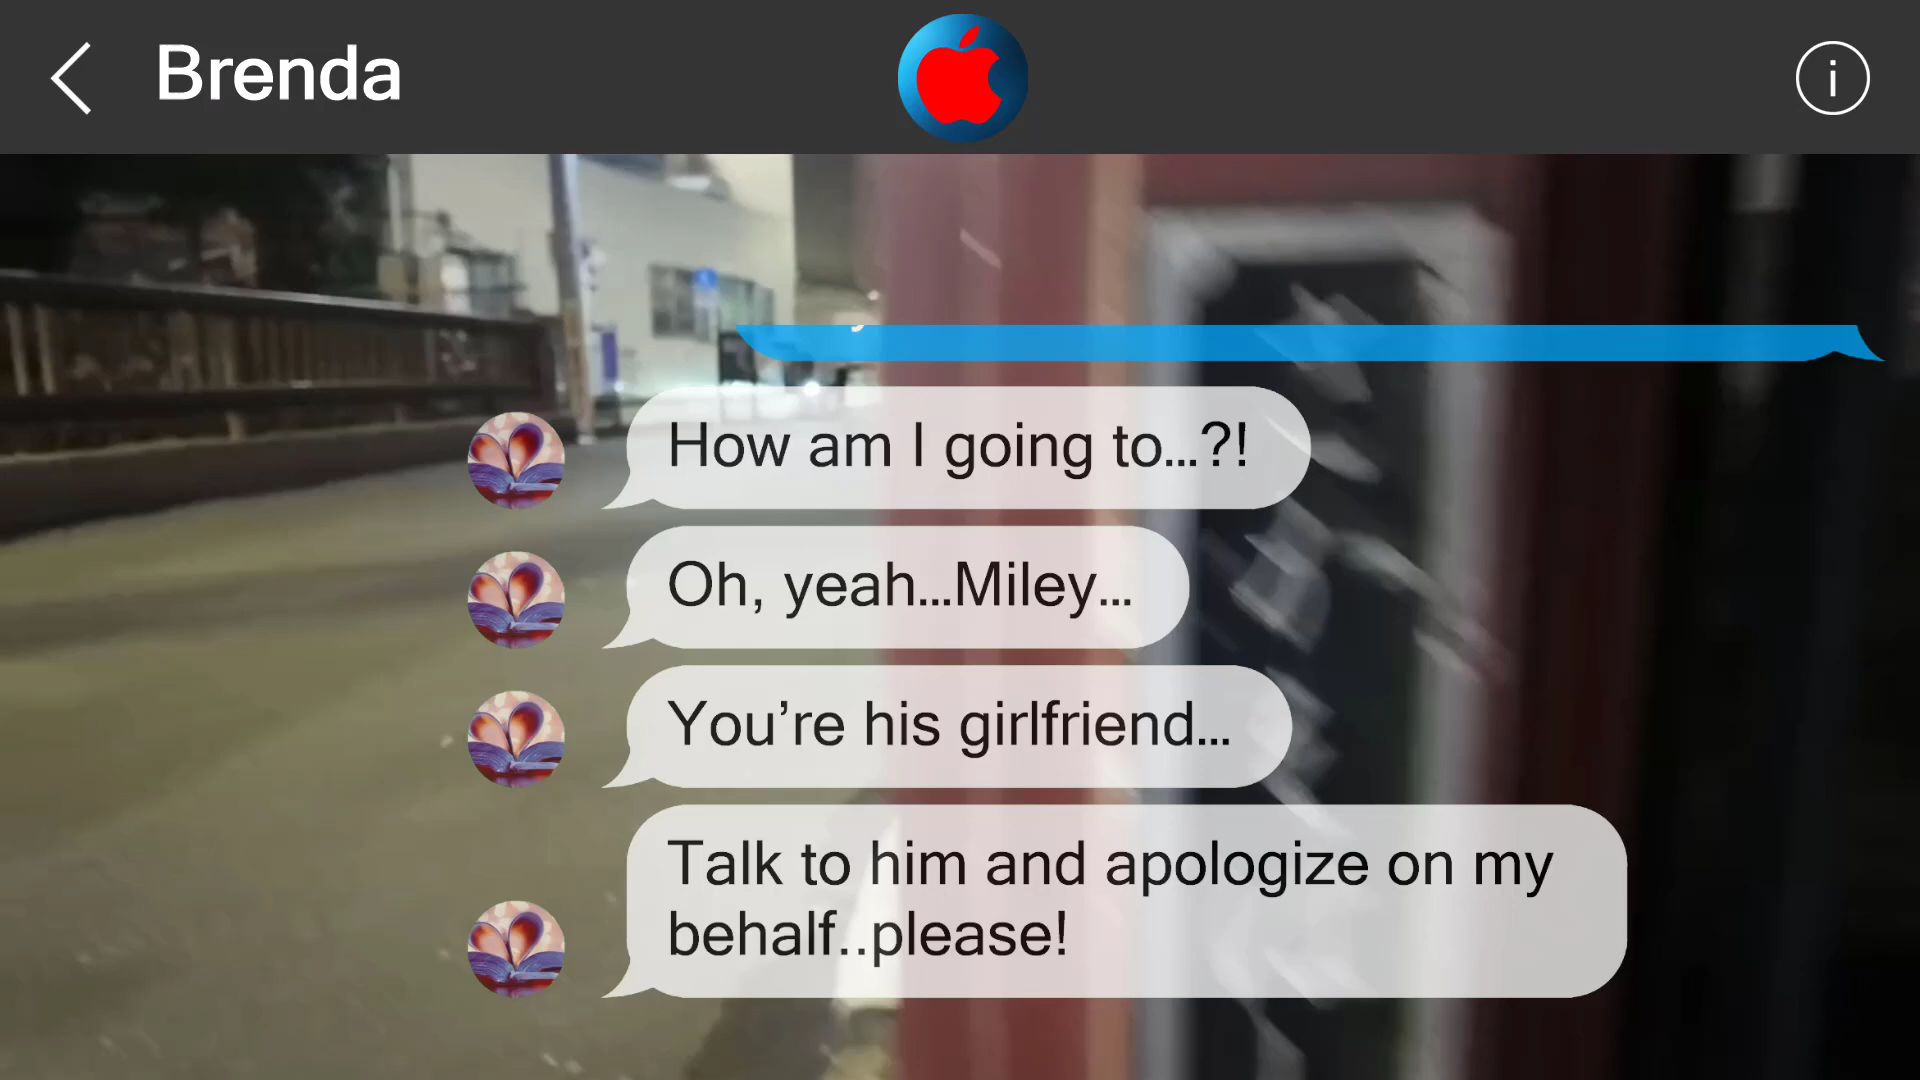 Brenda
i
How am I going to...?!
Oh, yeah...Miley...
You’re his girlfriend...
Talk to him and apologize on my
behalf..please!